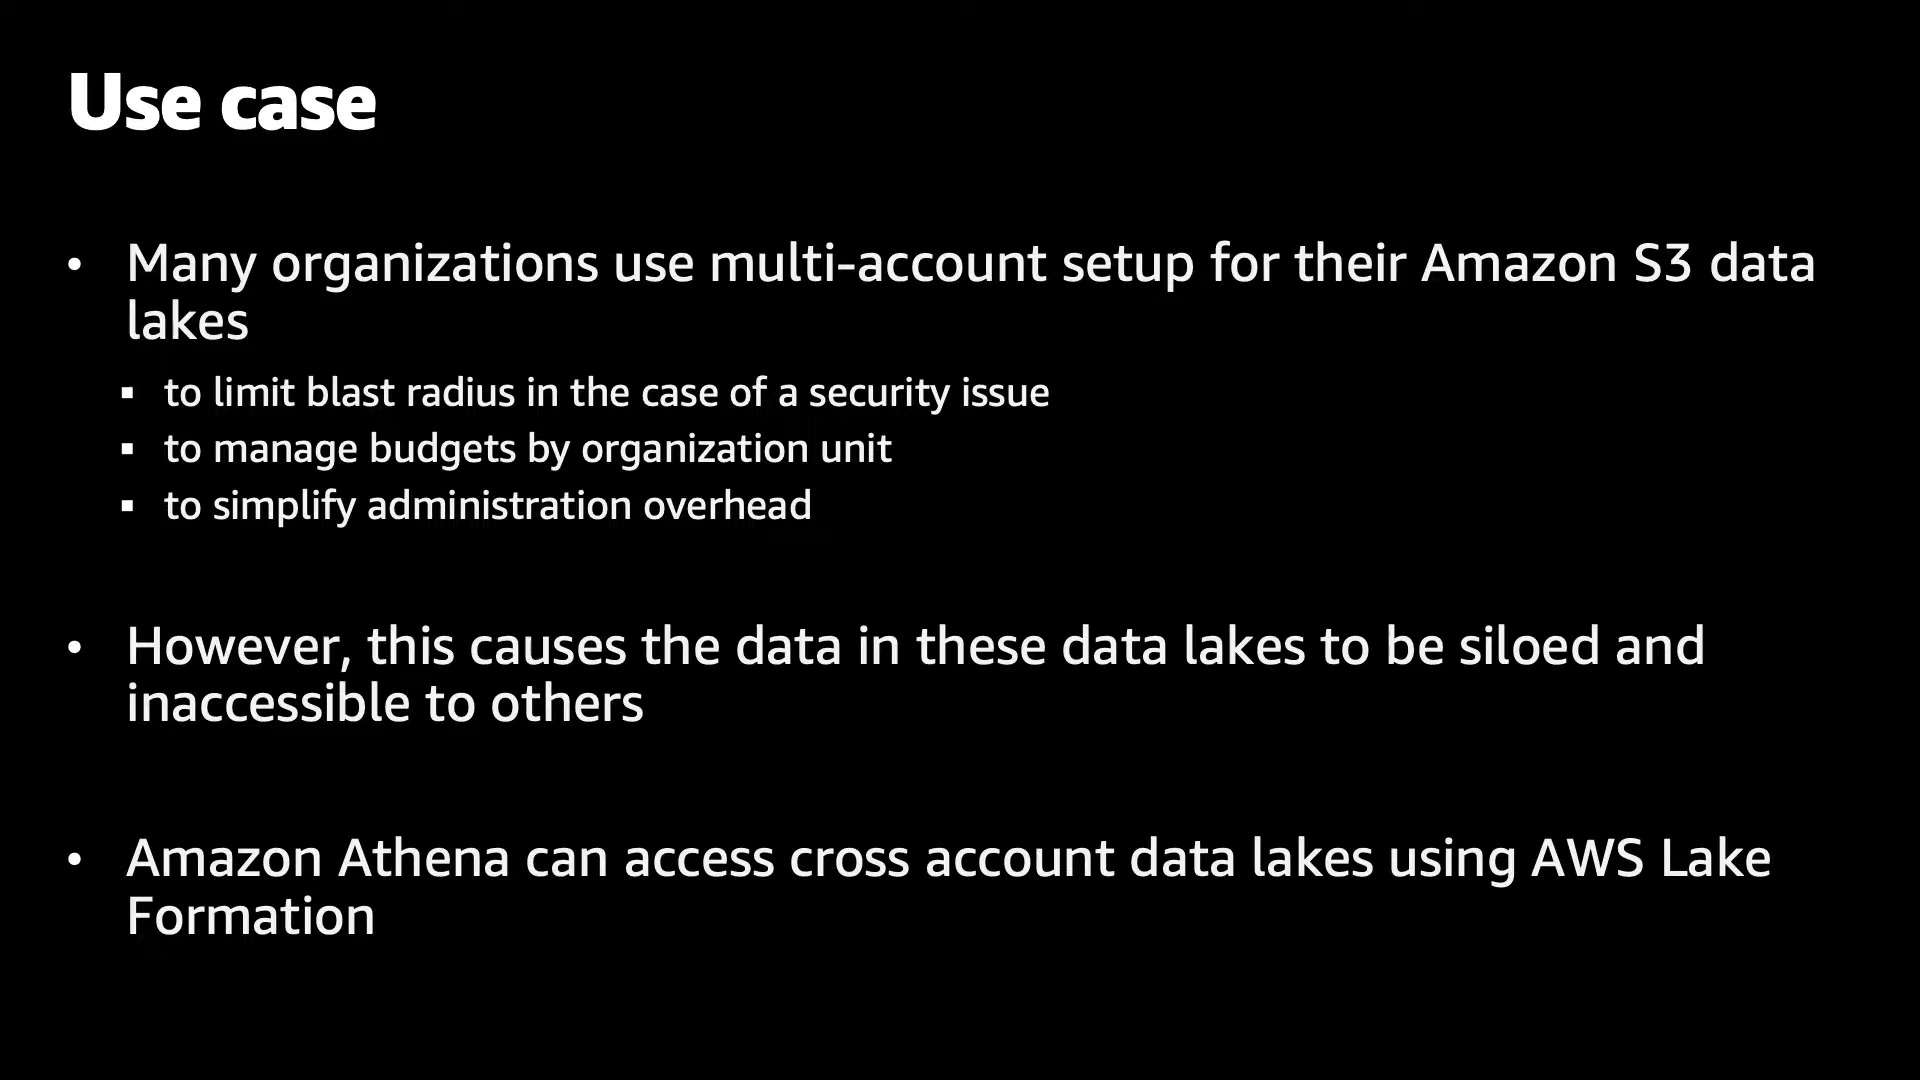 Use case
• Many organizations use multi-account setup for their Amazon S3 data
lakes
▪ to limit blast radius in the case of a security issue
▪ to manage budgets by organization unit
▪ to simplify administration overhead
• However, this causes the data in these data lakes to be siloed and
inaccessible to others
• Amazon Athena can access cross account data lakes using AWS Lake
Formation